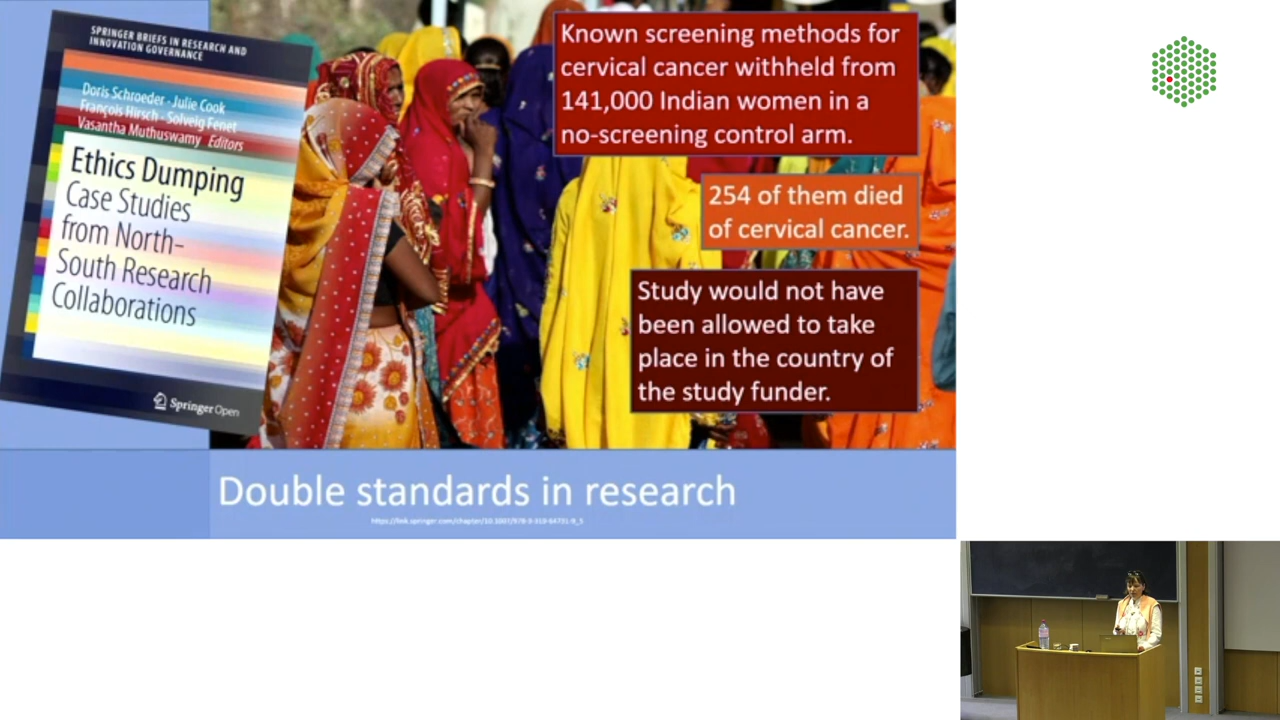 SPRINGER BRIEFS IN RESEARCH AND
INNOVATION GOVERNANCE
Doris Schroeder · Julie Cook
François Hirsch · Solveig Fenet
Vasantha Muthuswamy Editors
Ethics Dumping
Case Studies
from North–
South Research
Collaborations
Springer Open
Known screening methods for
cervical cancer withheld from
141,000 Indian women in a
no-screening control arm.
254 of them died
of cervical cancer.
Study would not have
been allowed to take
place in the country of
the study funder.
Double standards in research